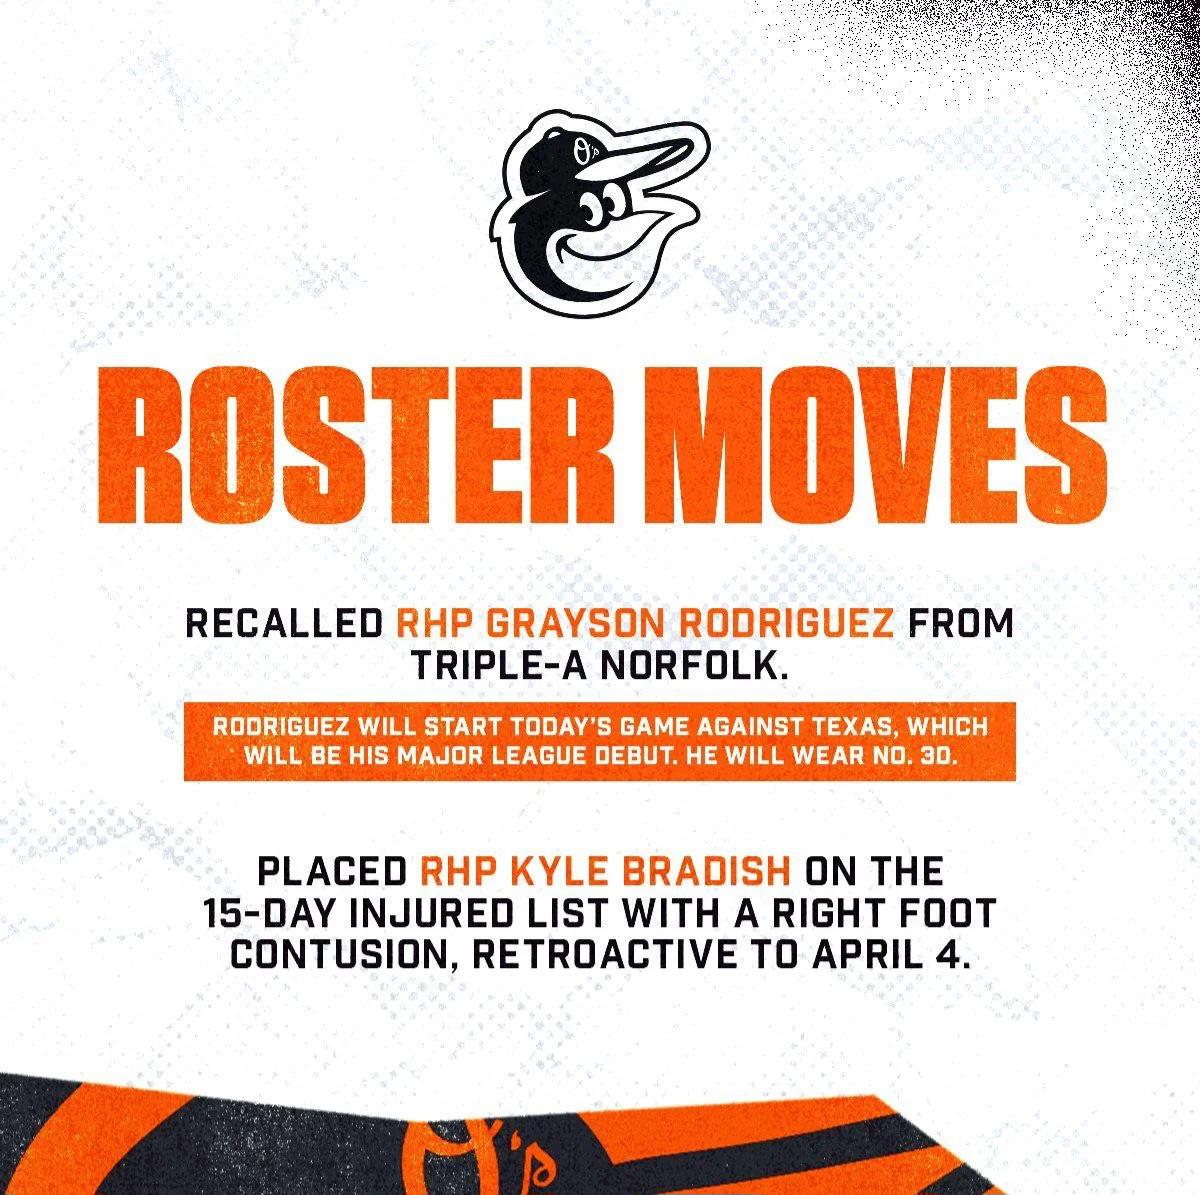 O's
ROSTER MOVES
RECALLED RHP GRAYSON RODRIGUEZ FROM
TRIPLE-A NORFOLK.
RODRIGUEZ WILL START TODAY'S GAME AGAINST TEXAS, WHICH
WILL BE HIS MAJOR LEAGUE DEBUT. HE WILL WEAR NO. 30.
PLACED RHP KYLE BRADISH ON THE
15-DAY INJURED LIST WITH A RIGHT FOOT
CONTUSION, RETROACTIVE TO APRIL 4.
O's